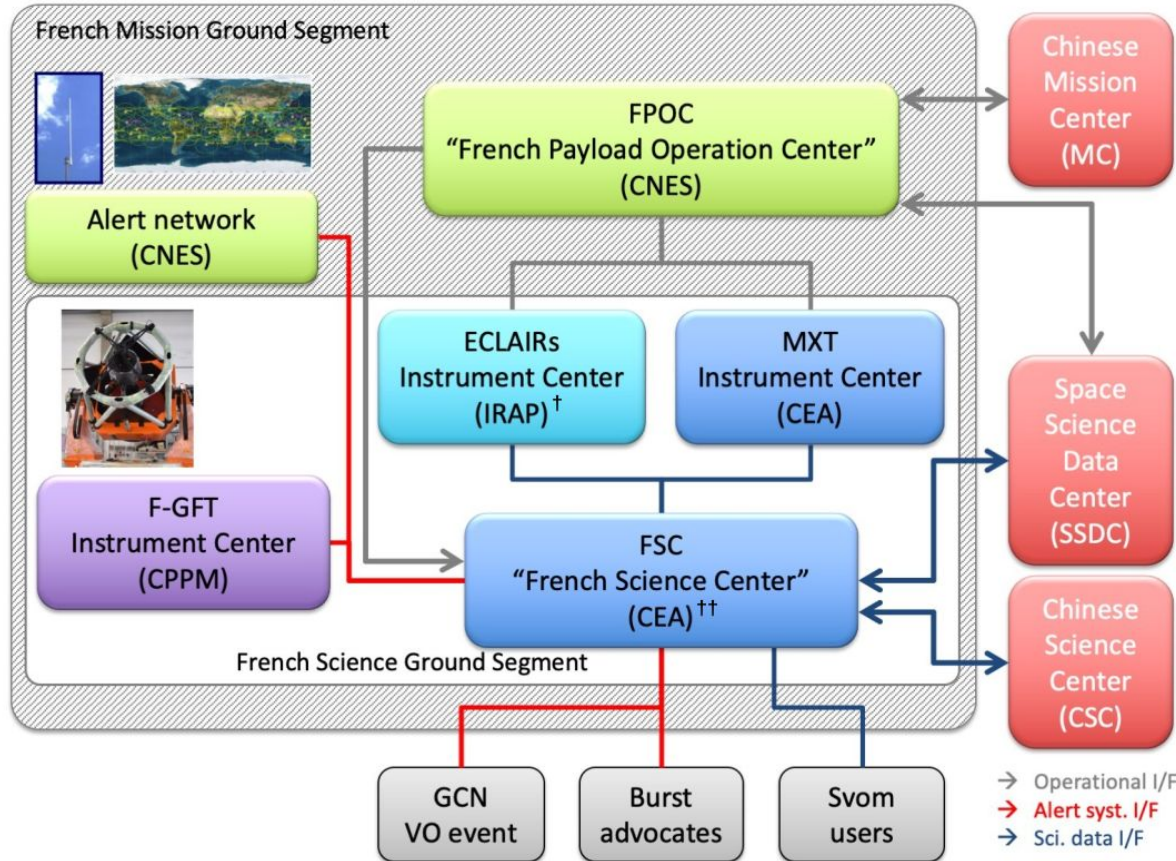 French Mission Ground Segment
FPOC
“French Payload Operation Center”
(CNES)
Chinese
Mission
Center
(MC)
Alert network
(CNES)
ECLAIRs
Instrument Center
(IRAP) †
MXT
Instrument Center
(CEA)
Space
Science
Data
Center
(SSDC)
F-GFT
Instrument Center
(CPPM)
FSC
“French Science Center”
(CEA) ††
Chinese
Science
Center
(CSC)
French Science Ground Segment
GCN
VO event
Burst
advocates
Svom
users
→ Operational I/F
→ Alert syst. I/F
→ Sci. data I/F